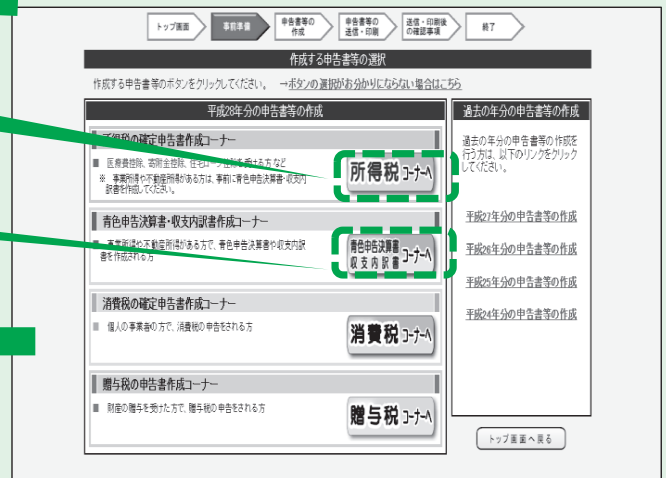 トップ画面
事前準備
申告書等の
作成
申告書等の
送信・印刷
送信・印刷後
の確認事項
終了
作成する申告書等の選択
作成する申告書等のボタンをクリックしてください。 →ボタンの選択がお分かりにならない場合はこちら
平成28年分の申告書等の作成
所得税の確定申告書作成コーナー
■ 医療費控除、寄附金控除、住宅ローン控除を受ける方 など
※ 事業所得や不動産所得がある方は、事前に青色申告決算書・収支内
訳書を作成してください。
所得税 コーナーへ
青色申告決算書・収支内訳書作成コーナー
■ 事業所得や不動産所得がある方で、青色申告決算書や収支内訳
書を作成される方
青色申告決算書
収支内訳書 コーナーへ
消費税の確定申告書作成コーナー
■ 個人の事業者の方で、消費税の申告をされる方
消費税 コーナーへ
贈与税の申告書作成コーナー
■ 財産の贈与を受けた方で、贈与税の申告をされる方
贈与税 コーナーへ
過去の年分の申告書等の作成
過去の年分の申告書等の作成を
行う方は、以下のリンクをクリック
してください。
平成27年分の申告書等の作成
平成26年分の申告書等の作成
平成25年分の申告書等の作成
平成24年分の申告書等の作成
トップ画面へ戻る